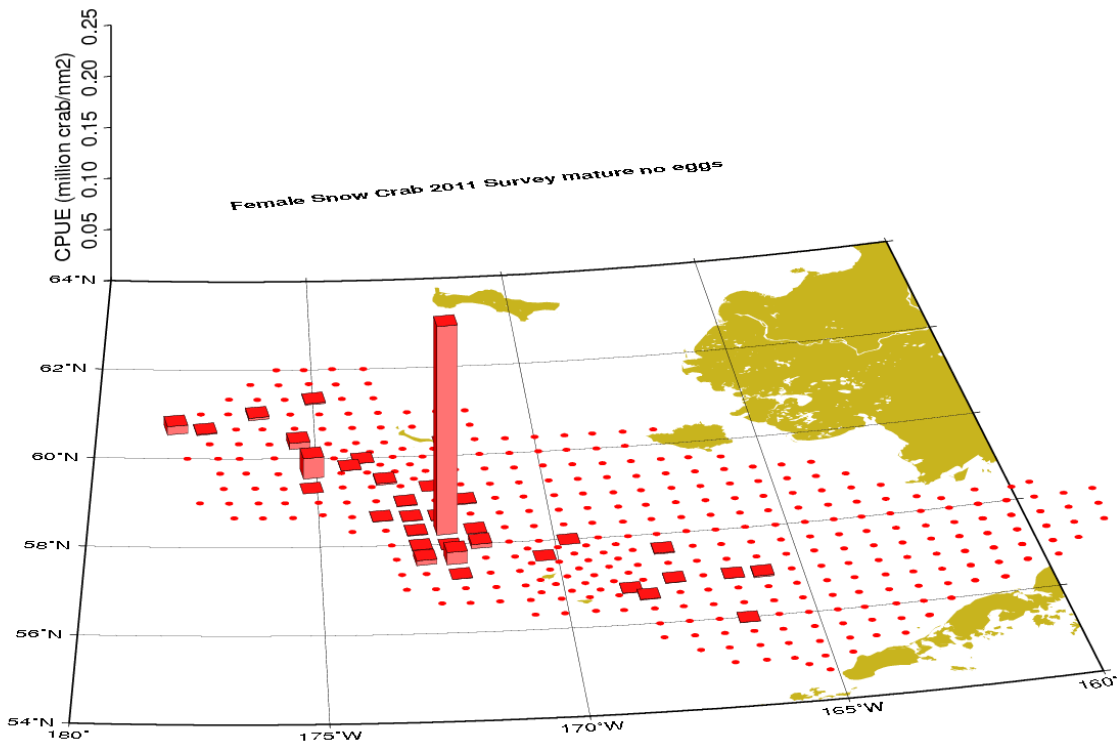 0.25
0.20
0.15
0.10
0.05
CPUE (million crab/nm2)
Female Snow Crab 2011 Survey mature no eggs
64°N
62°N
60°N
58°N
56°N
54°N
180°
175°W
170°W
165°W
160°